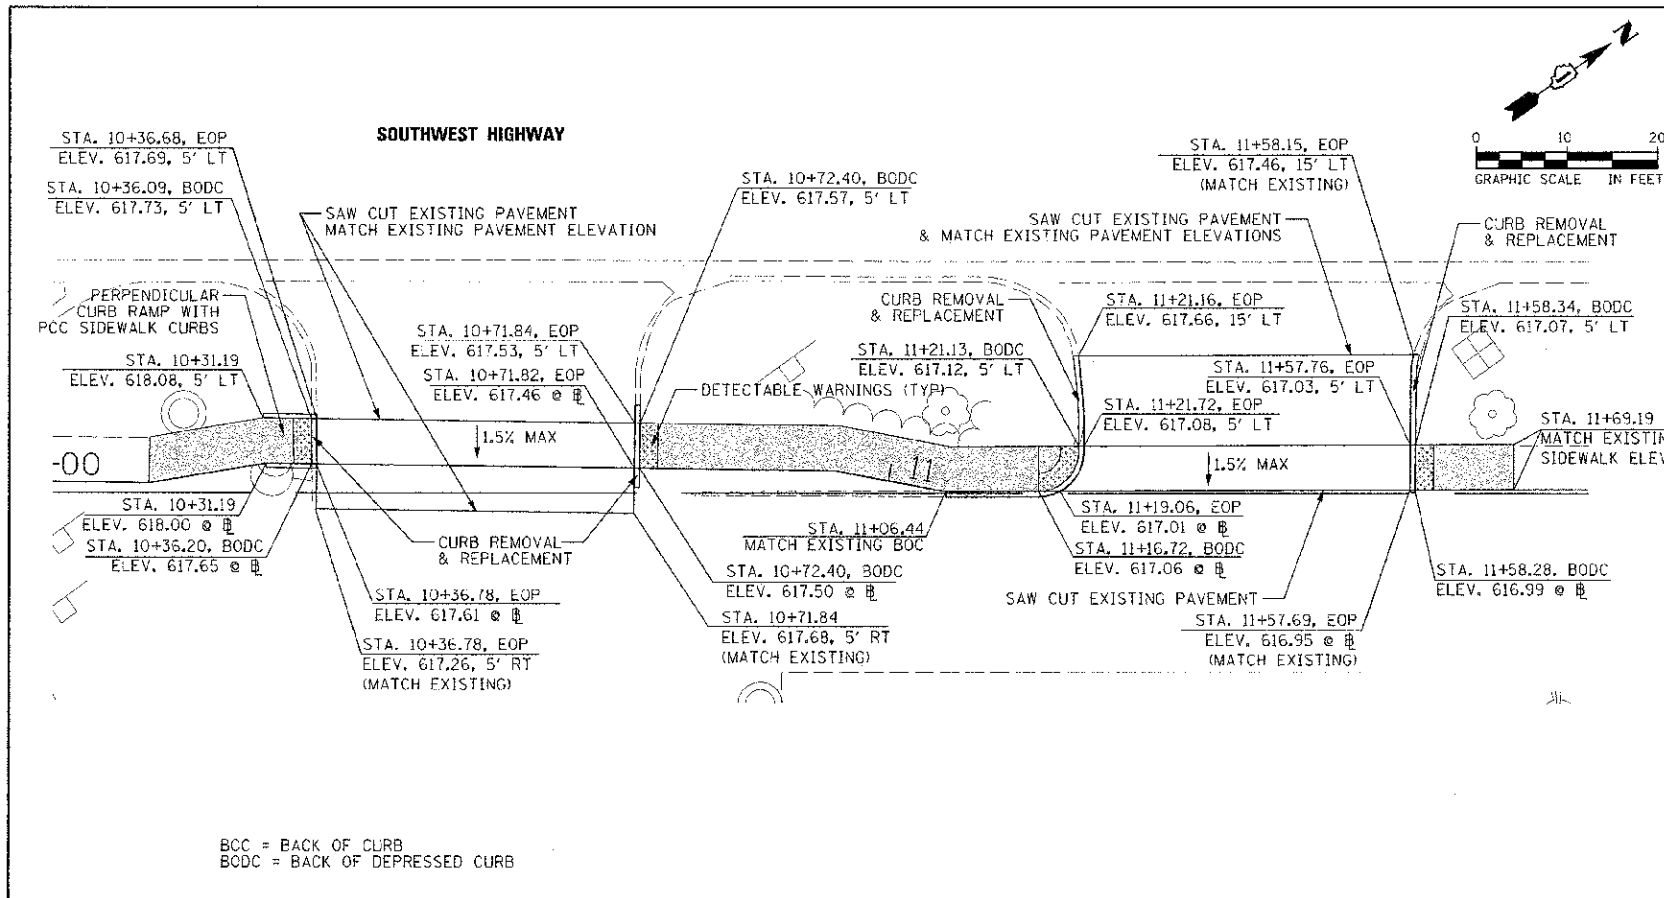 N
SOUTHWEST HIGHWAY
0 10 20
GRAPHIC SCALE IN FEET
STA. 10+36.68, EOP
ELEV. 617.69, 5' LT
STA. 10+36.09, BODC
ELEV. 617.73, 5' LT
SAW CUT EXISTING PAVEMENT
MATCH EXISTING PAVEMENT ELEVATION
STA. 10+72.40, BODC
ELEV. 617.57, 5' LT
STA. 11+58.15, EOP
ELEV. 617.46, 15' LT
(MATCH EXISTING)
SAW CUT EXISTING PAVEMENT
& MATCH EXISTING PAVEMENT ELEVATIONS
CURB REMOVAL
& REPLACEMENT
PERPENDICULAR
CURB RAMP WITH
PCC SIDEWALK CURBS
STA. 10+31.19
ELEV. 618.08, 5' LT
STA. 10+71.84, EOP
ELEV. 617.53, 5' LT
STA. 10+71.82, EOP
ELEV. 617.46 @ ℄
CURB REMOVAL
& REPLACEMENT
STA. 11+21.13, BODC
ELEV. 617.12, 5' LT
DETECTABLE WARNINGS (TYP)
STA. 11+21.16, EOP
ELEV. 617.66, 15' LT
STA. 11+58.34, BODC
ELEV. 617.07, 5' LT
STA. 11+57.76, EOP
ELEV. 617.03, 5' LT
STA. 11+21.72, EOP
ELEV. 617.08, 5' LT
STA. 11+69.19
MATCH EXISTIN
SIDEWALK ELEV
-00
1.5% MAX
11
1.5% MAX
STA. 10+31.19
ELEV. 618.00 @ ℄
STA. 10+36.20, BODC
ELEV. 617.65 @ ℄
CURB REMOVAL
& REPLACEMENT
STA. 11+06.44
MATCH EXISTING BOC
STA. 11+19.06, EOP
ELEV. 617.01 @ ℄
STA. 11+16.72, BODC
ELEV. 617.06 @ ℄
STA. 10+72.40, BODC
ELEV. 617.50 @ ℄
STA. 11+58.28, BODC
ELEV. 616.99 @ ℄
STA. 10+36.78, EOP
ELEV. 617.61 @ ℄
SAW CUT EXISTING PAVEMENT
STA. 10+71.84
ELEV. 617.68, 5' RT
(MATCH EXISTING)
STA. 11+57.69, EOP
ELEV. 616.95 @ ℄
(MATCH EXISTING)
STA. 10+36.78, EOP
ELEV. 617.26, 5' RT
(MATCH EXISTING)
BCC = BACK OF CURB
BODC = BACK OF DEPRESSED CURB